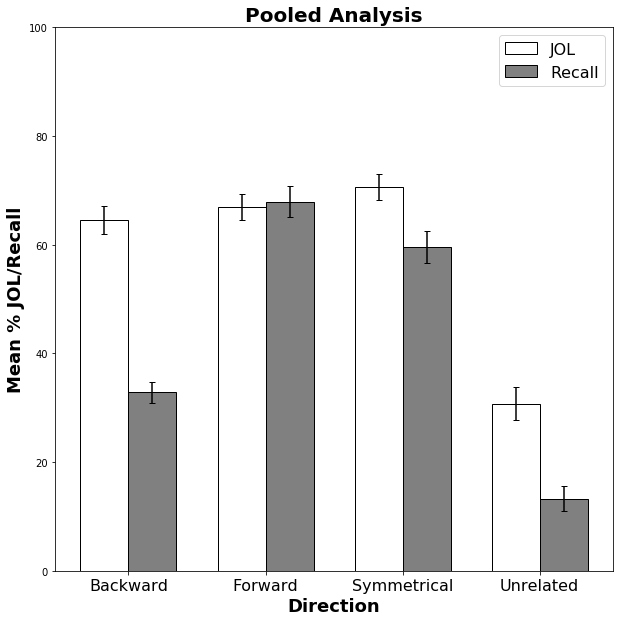 Pooled Analysis
JOL
Recall
Mean % JOL/Recall
100
80
60
40
20
0
Backward Forward Symmetrical Unrelated
Direction